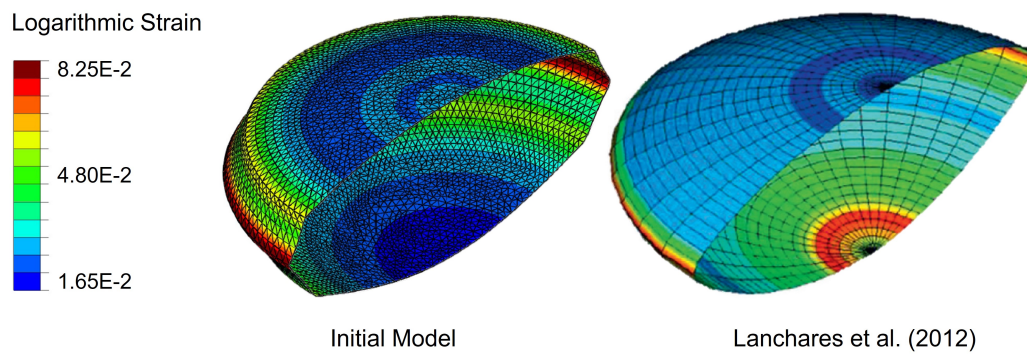 Logarithmic Strain
8.25E-2
4.80E-2
1.65E-2
Initial Model
Lanchares et al. (2012)